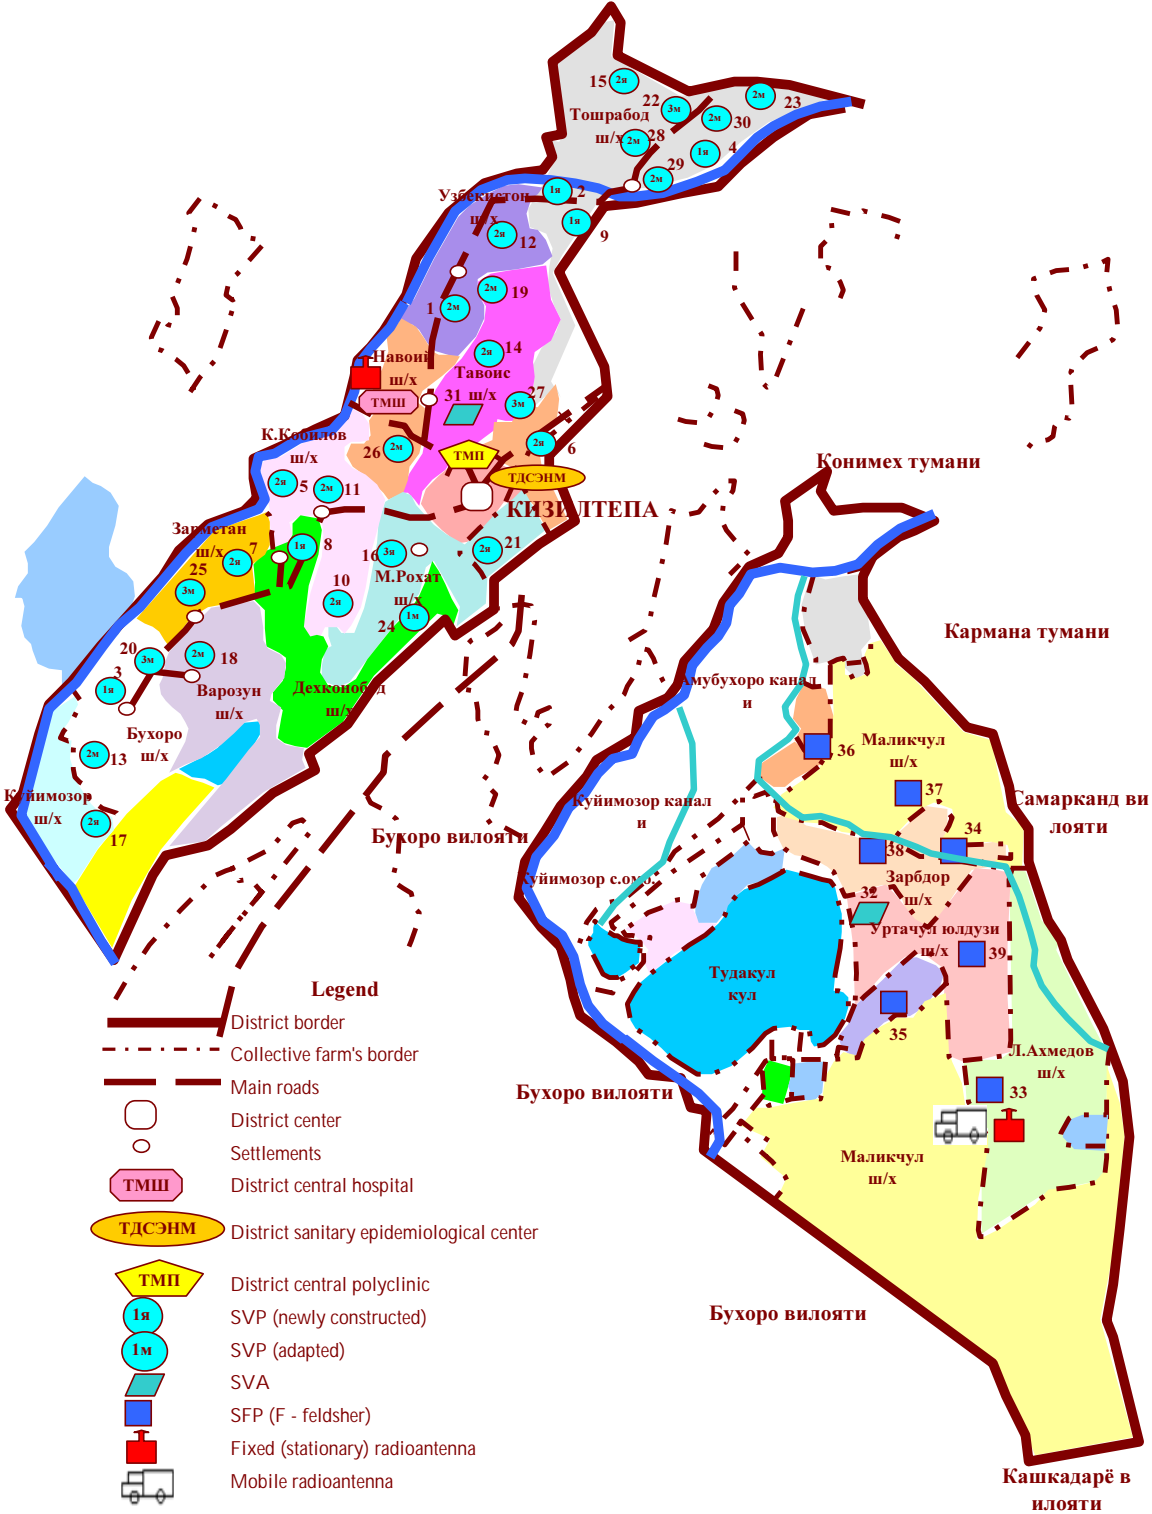 15
2я
22
3м
2м
23
Тошрабод
ш/х
2м
30
2м
28
1я
4
29
2м
Узбекистон
ш/х
1я
2
1я
9
2я
12
2м
19
1
2м
2я
14
Навоий
ш/х
Тавоис
ш/х
31
ТМШ
3м
27
К.Кобилов
ш/х
26
2м
ТМП
2я
6
ТДСЭНМ
КИЗИЛТЕПА
2я
5
2м
11
Зарметан
ш/х
7
2я
1я
8
16
3я
2я
21
М.Рохат
ш/х
25
3м
10
2я
24
1м
20
3м
2м
18
3
1я
Варозун
ш/х
Дехконобод
ш/х
Бухоро
ш/х
2м
13
Куйимозор
ш/х
2я
17
Бухоро вилояти
Конимех тумани
Кармана тумани
Амубухоро канал
и
36
Маликчул
ш/х
37
Самарканд ви
лояти
Куйимозор канал
и
34
38
Зарбдор
ш/х
Куйимозор с.омб.
32
Уртачул юлдузи
ш/х
39
Тудакул
кул
35
Л.Ахмедов
ш/х
33
Бухоро вилояти
Маликчул
ш/х
Бухоро вилояти
Кашкадарё в
илояти
Legend
District border
Collective farm's border
Main roads
District center
Settlements
ТМШ
District central hospital
ТДСЭНМ
District sanitary epidemiological center
ТМП
District central polyclinic
1я
SVP (newly constructed)
1м
SVP (adapted)
SVA
SFP (F - feldsher)
Fixed (stationary) radioantenna
Mobile radioantenna